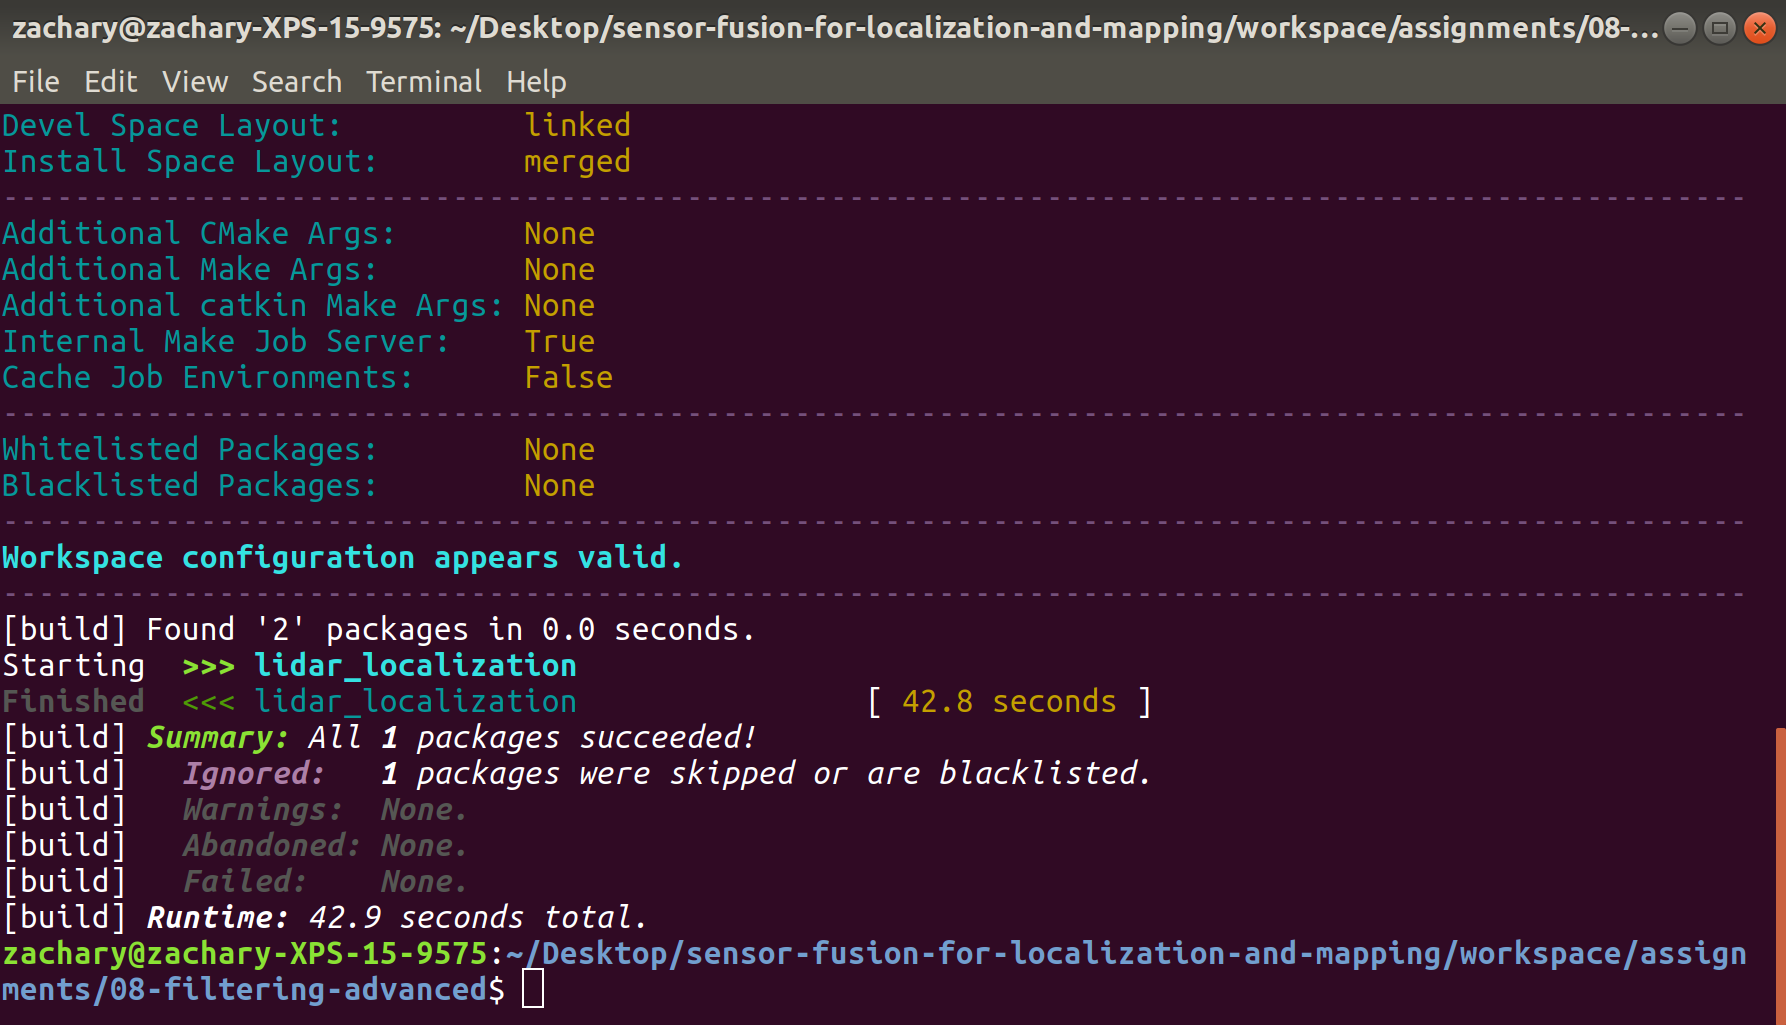 zachary@zachary-XPS-15-9575: ~/Desktop/sensor-fusion-for-localization-and-mapping/workspace/assignments/08-...
File Edit View Search Terminal Help
Devel Space Layout: linked
Install Space Layout: merged
-------------------------------------------------------------------------------------------------
Additional CMake Args: None
Additional Make Args: None
Additional catkin Make Args: None
Internal Make Job Server: True
Cache Job Environments: False
-------------------------------------------------------------------------------------------------
Whitelisted Packages: None
Blacklisted Packages: None
-------------------------------------------------------------------------------------------------
Workspace configuration appears valid.
-------------------------------------------------------------------------------------------------
[build] Found '2' packages in 0.0 seconds.
Starting >>> lidar_localization
Finished <<< lidar_localization [ 42.8 seconds ]
[build] Summary: All 1 packages succeeded!
[build] Ignored: 1 packages were skipped or are blacklisted.
[build] Warnings: None.
[build] Abandoned: None.
[build] Failed: None.
[build] Runtime: 42.9 seconds total.
zachary@zachary-XPS-15-9575:~/Desktop/sensor-fusion-for-localization-and-mapping/workspace/assign
ments/08-filtering-advanced$